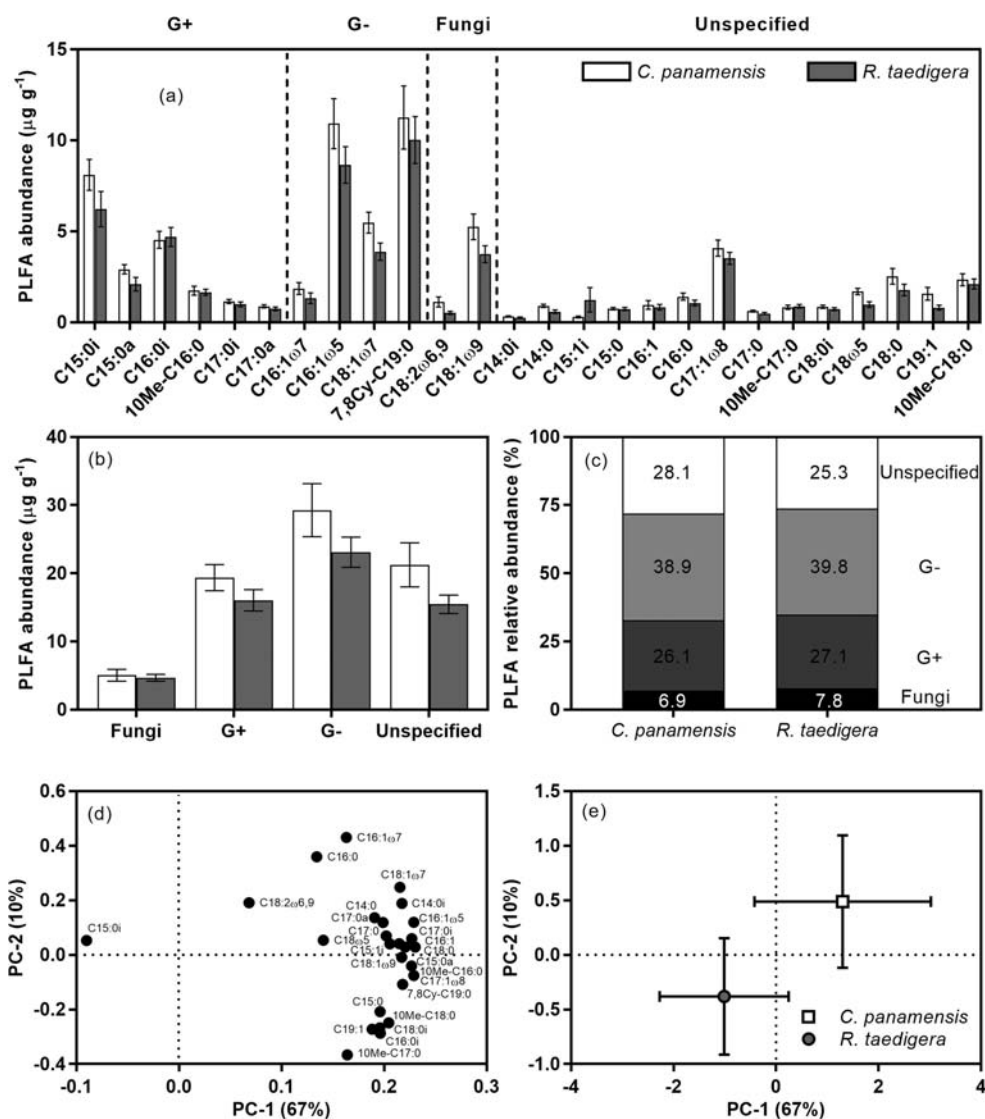 G+ G- Fungi Unspecified
15
C. panamensis R. taedigera
(a)
10
5
0
PLFA abundance (μg g-1)
C15:0i
C15:0a
C16:0i
10Me-C16:0
C17:0i
C17:0a
C16:1ω7
C16:1ω5
C18:1ω7
7,8Cy-C19:0
C18:2ω6,9
C18:1ω9
C14:0i
C14:0
C15:1i
C15:0
C16:1
C16:0
C17:1ω8
C17:0
10Me-C17:0
C18:0i
C18ω5
C18:0
C19:1
10Me-C18:0
40
(b)
30
20
10
0
PLFA abundance (μg g-1)
Fungi G+ G- Unspecified
100
(c)
75
50
25
0
PLFA relative abundance (%)
28.1 25.3 Unspecified
38.9 39.8 G-
26.1 27.1 G+
6.9 7.8 Fungi
C. panamensis R. taedigera
0.6
(d)
0.4
0.2
0.0
-0.2
-0.4
PC-2 (10%)
C16:1ω7
C16:0
C18:1ω7
C18:2ω6,9
C14:0
C14:0i
C17:0a
C16:1ω5
C15:0i
C17:0
C17:0i
C18ω5
C16:1
C15:1i
C18:0
C18:1ω9
C15:0a
10Me-C16:0
C17:1ω8
7,8Cy-C19:0
C15:0
10Me-C18:0
C19:1
C18:0i
C16:0i
10Me-C17:0
-0.1 0.0 0.1 0.2 0.3
PC-1 (67%)
1.5
(e)
1.0
0.5
0.0
-0.5
-1.0
PC-2 (10%)
C. panamensis
R. taedigera
-4 -2 0 2 4
PC-1 (67%)